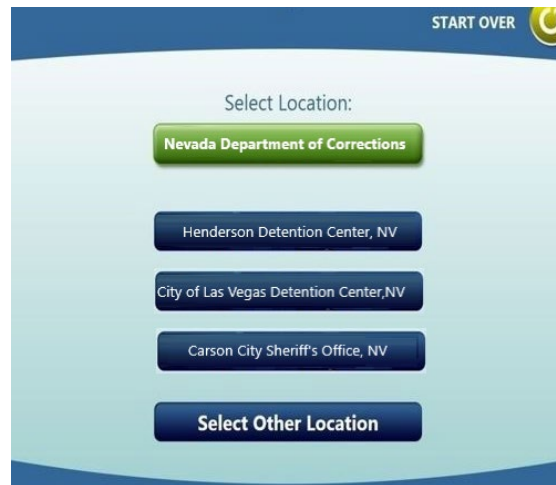 START OVER
Select Location:
Nevada Department of Corrections
Henderson Detention Center, NV
City of Las Vegas Detention Center,NV
Carson City Sheriff's Office, NV
Select Other Location